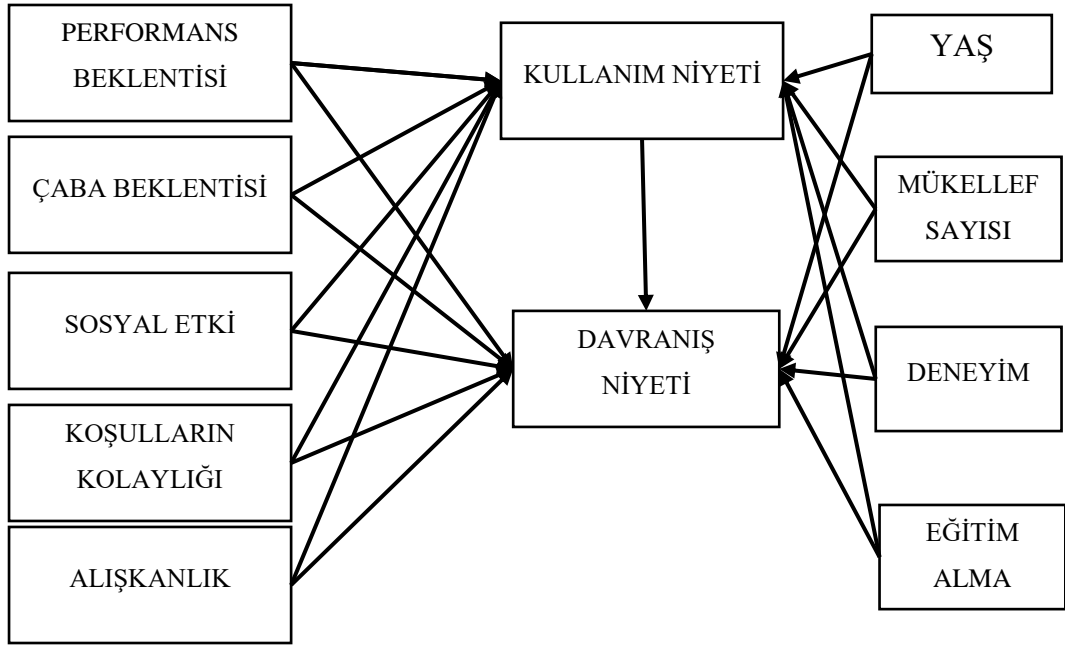 PERFORMANS
BEKLENTİSİ
ÇABA BEKLENTİSİ
SOSYAL ETKİ
KOŞULLARIN
KOLAYLIĞI
ALIŞKANLIK
KULLANIM NİYETİ
DAVRANIŞ
NİYETİ
YAŞ
MÜKELLEF
SAYISI
DENEYİM
EĞİTİM
ALMA